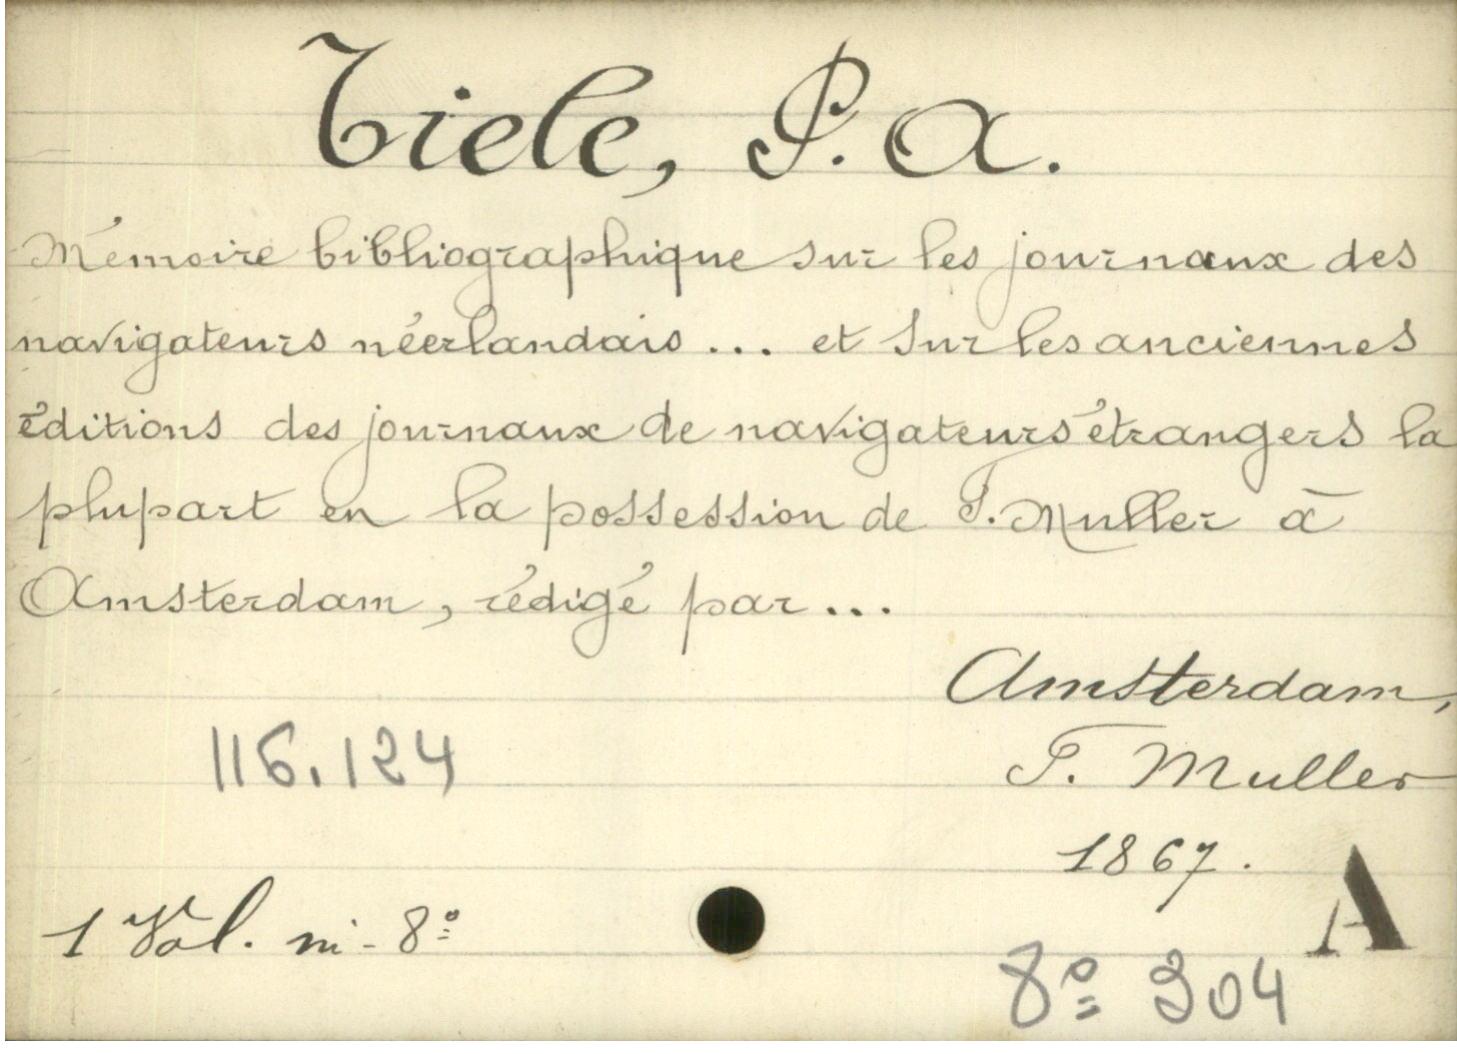 Tiele, P. A.
Mémoire bibliographique sur les journaux des
navigateurs néerlandais ... et sur les anciennes
éditions des journaux de navigateurs étrangers la
plupart en la possession de F. Muller à
Amsterdam, rédigé par ...
Amsterdam,
F. Muller
116.124
1867.
1 Vol. in-8º
A
8º 304